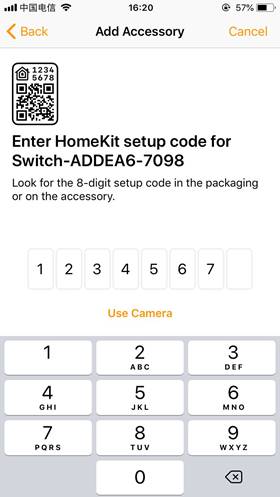 中国电信 16:20 57%
Back Add Accessory Cancel
1234
5678
Enter HomeKit setup code for
Switch-ADDEA6-7098
Look for the 8-digit setup code in the packaging
or on the accessory.
1 2 3 4 5 6 7
Use Camera
1 2 3
ABC DEF
4 5 6
GHI JKL MNO
7 8 9
PQRS TUV WXYZ
0